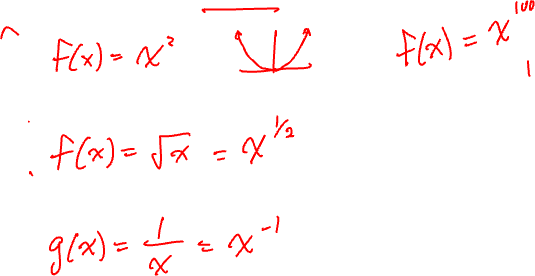 f(x) = x² f(x) = x¹⁰⁰
f(x) = √x = x^1/2
g(x) = 1/x = x⁻¹